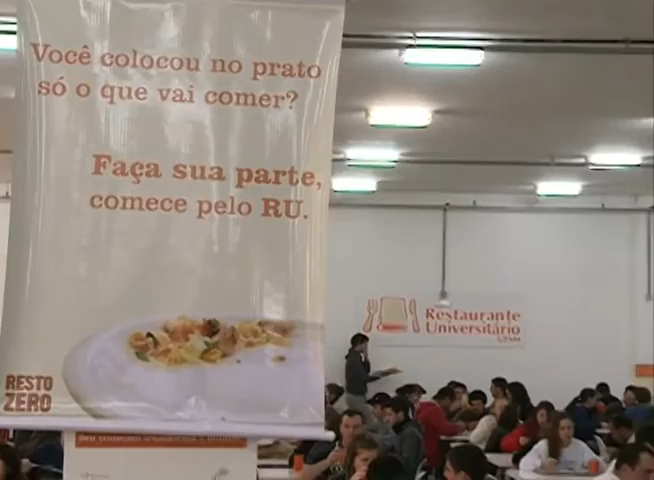 Você colocou no prato
só o que vai comer?
Faça sua parte,
comece pelo RU.
RESTO
ZERO
Restaurante
Universitário
UFSM